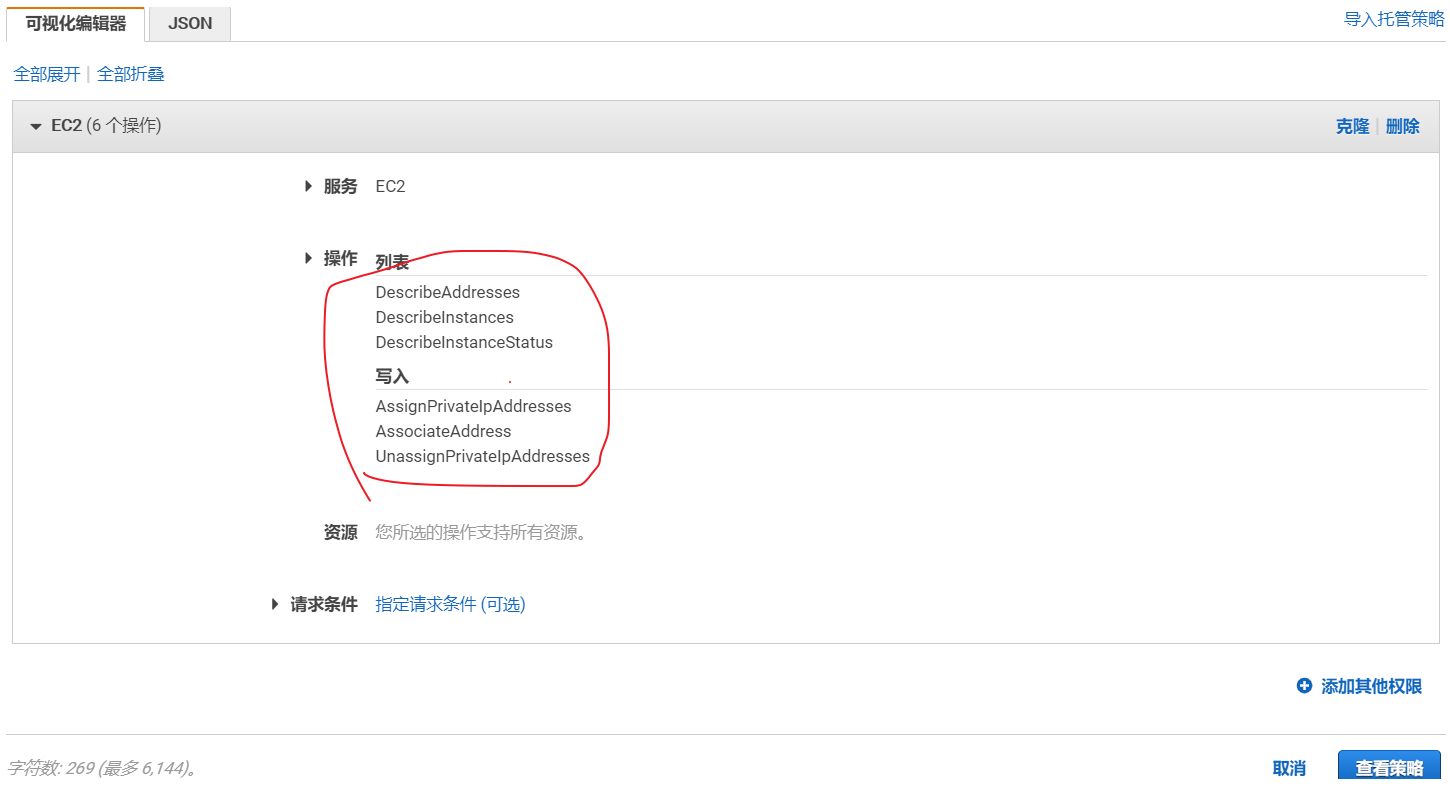 可视化编辑器 JSON 导入托管策略
全部展开 | 全部折叠
EC2 (6 个操作) 克隆 | 删除
服务 EC2
操作 列表
DescribeAddresses
DescribeInstances
DescribeInstanceStatus
写入
AssignPrivateIpAddresses
AssociateAddress
UnassignPrivateIpAddresses
资源 您所选的操作支持所有资源。
请求条件 指定请求条件 (可选)
添加其他权限
字符数: 269 (最多 6,144)。 取消 查看策略